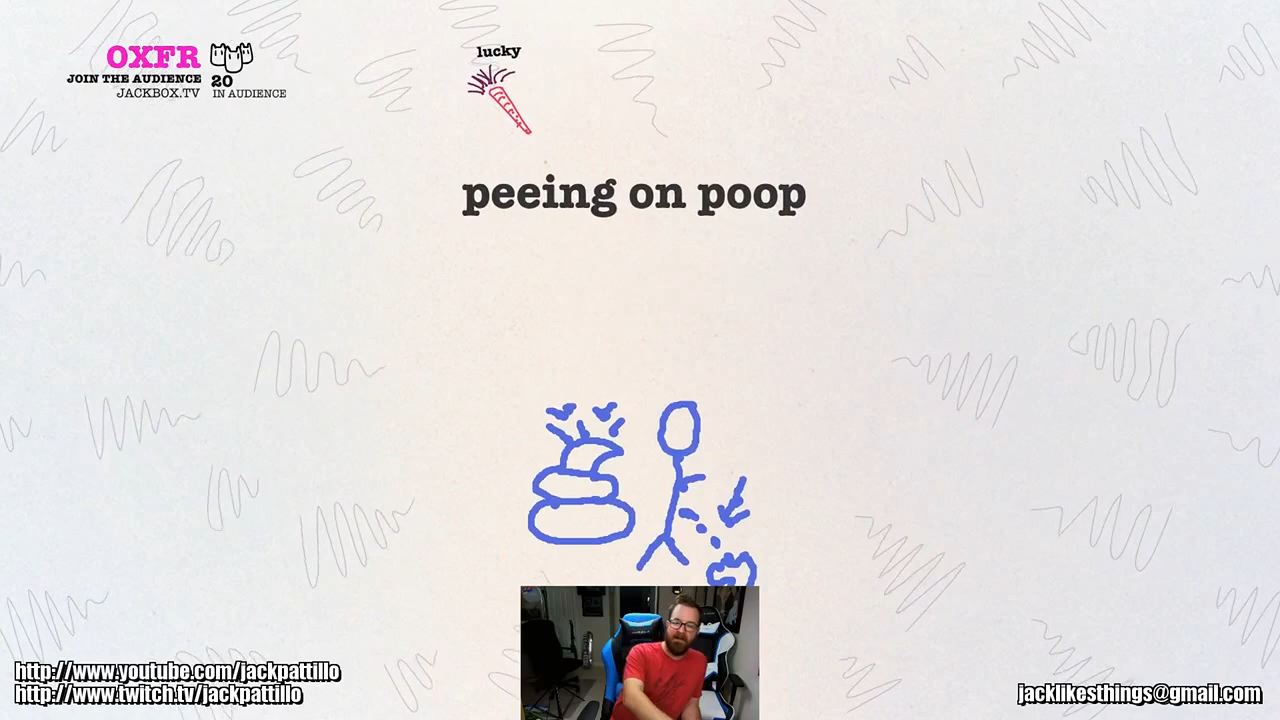 OXFR
JOIN THE AUDIENCE
JACKBOX.TV
20
IN AUDIENCE
lucky
peeing on poop
http://www.youtube.com/jackpattillo
http://www.twitch.tv/jackpattillo
jacklikesthings@gmail.com